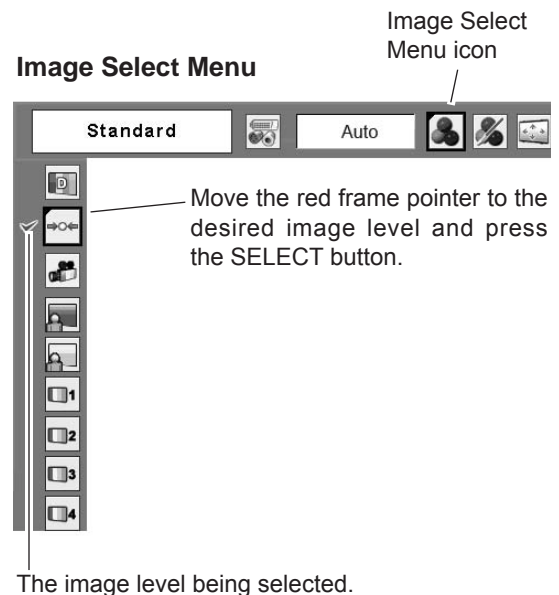 Image Select
Menu icon
Image Select Menu
Standard
Auto
D
Move the red frame pointer to the
desired image level and press
the SELECT button.
1
2
3
4
The image level being selected.